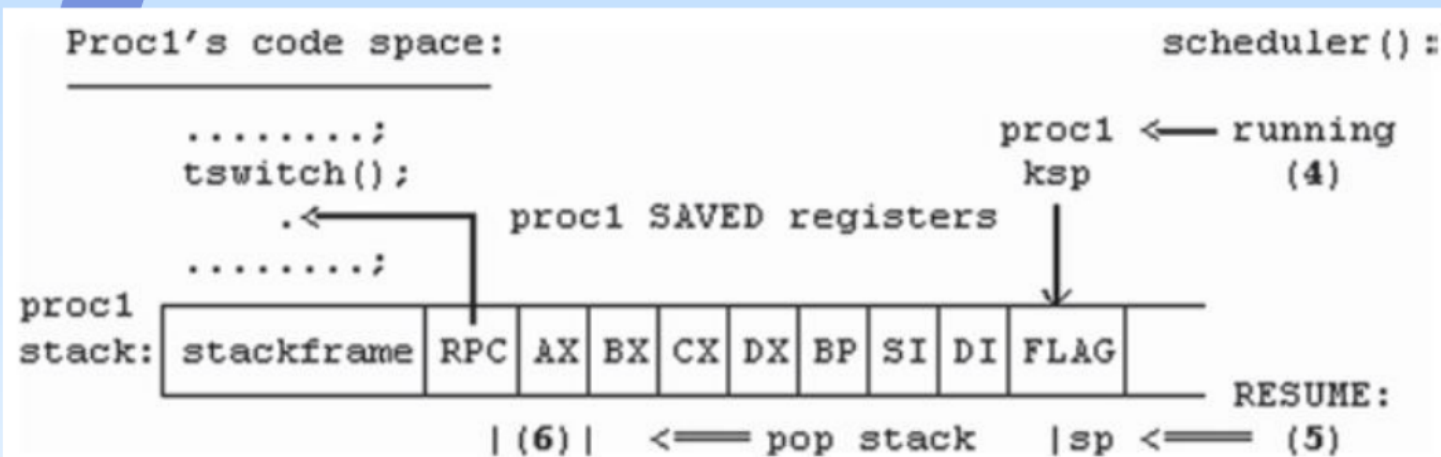 Proc1's code space: scheduler():
........; proc1 running
tswitch(); ksp (4)
. proc1 SAVED registers
........;
proc1
stack: stackframe RPC AX BX CX DX BP SI DI FLAG
RESUME:
|(6)| pop stack |sp (5)